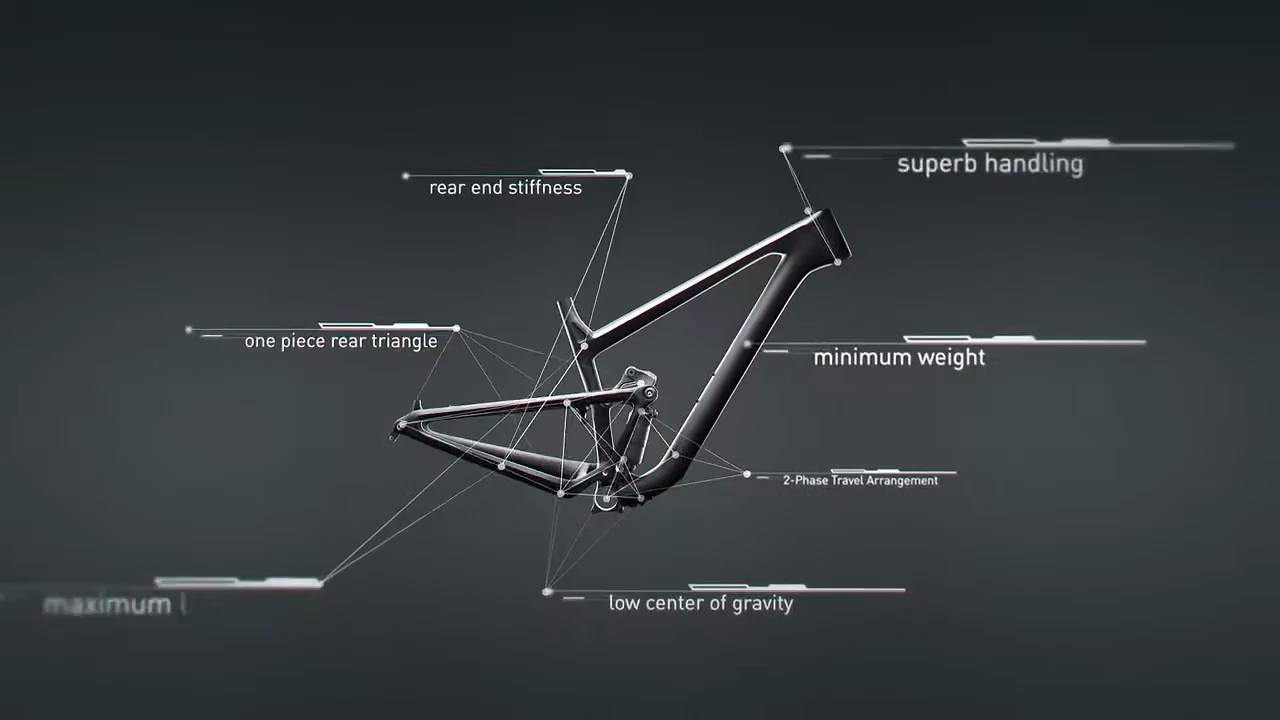 superb handling
rear end stiffness
one piece rear triangle
minimum weight
2-Phase Travel Arrangement
low center of gravity
maximum